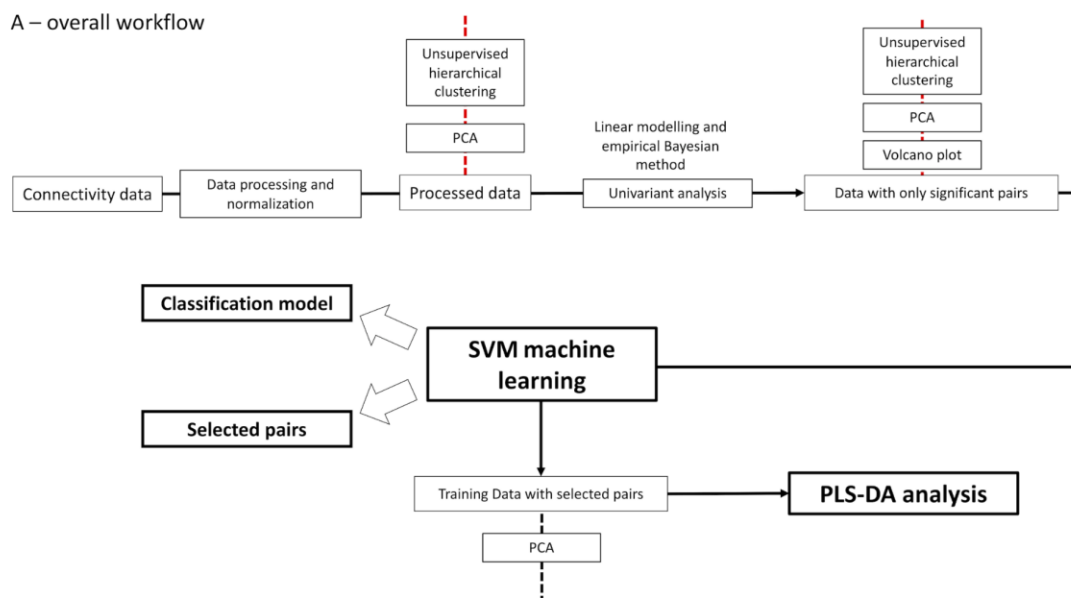 A – overall workflow
Unsupervised
hierarchical
clustering
PCA
Unsupervised
hierarchical
clustering
PCA
Volcano plot
Linear modelling and
empirical Bayesian
method
Connectivity data
Data processing and
normalization
Processed data
Univariant analysis
Data with only significant pairs
Classification model
SVM machine
learning
Selected pairs
Training Data with selected pairs
PLS-DA analysis
PCA